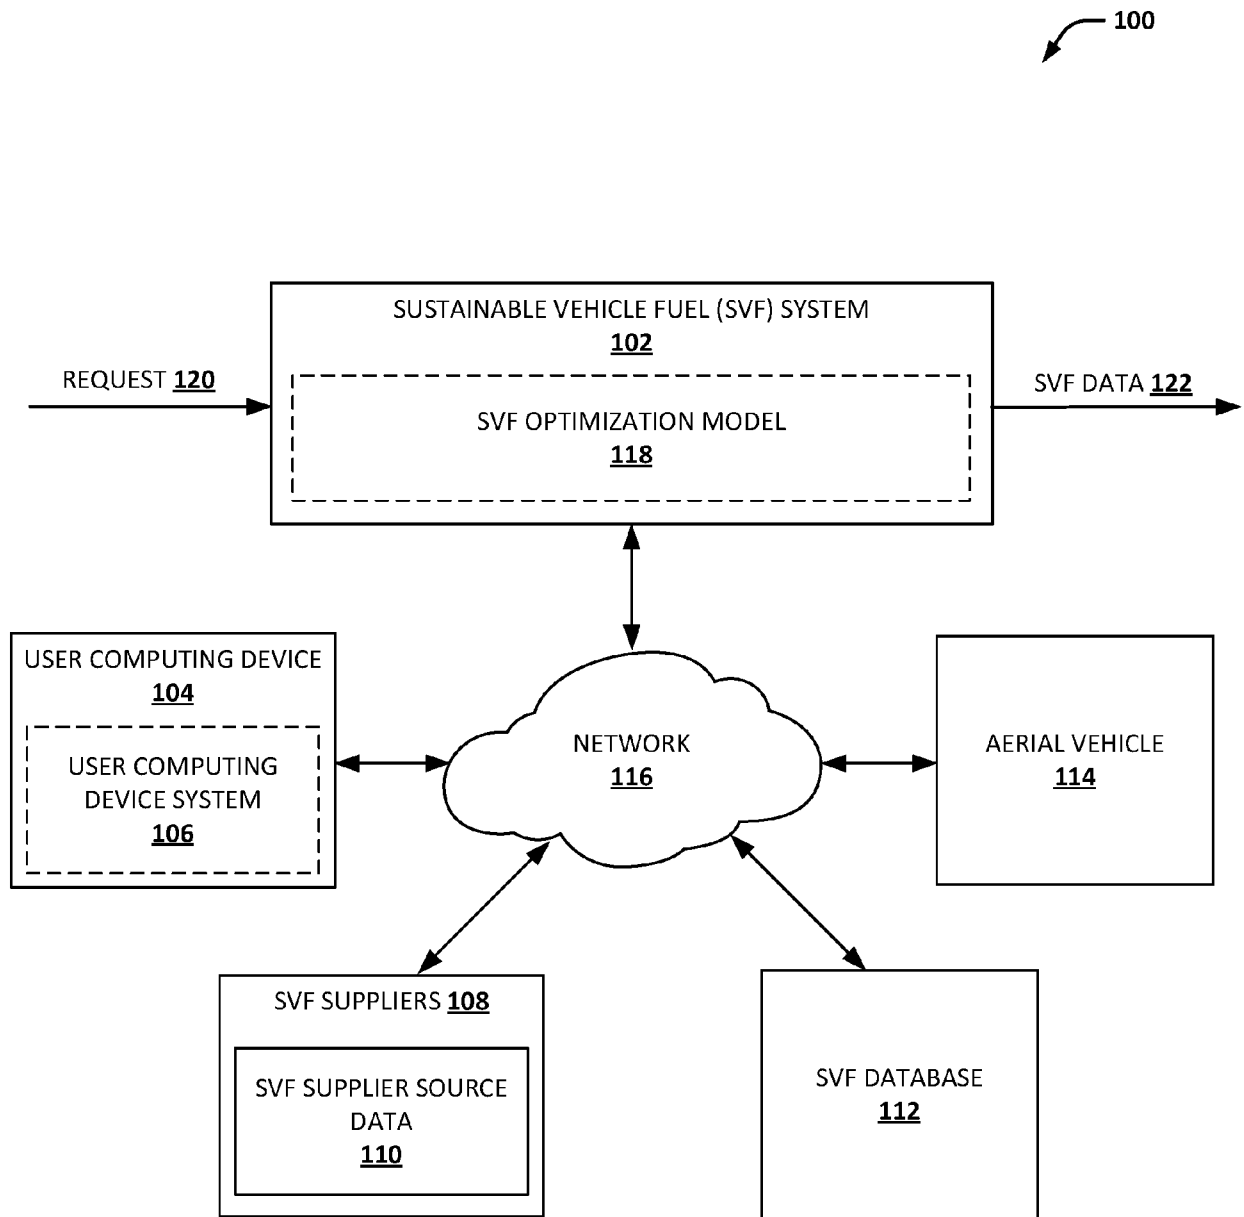 100
SUSTAINABLE VEHICLE FUEL (SVF) SYSTEM
102
REQUEST 120
SVF DATA 122
SVF OPTIMIZATION MODEL
118
USER COMPUTING DEVICE
104
USER COMPUTING
DEVICE SYSTEM
106
NETWORK
116
AERIAL VEHICLE
114
SVF SUPPLIERS 108
SVF SUPPLIER SOURCE
DATA
110
SVF DATABASE
112